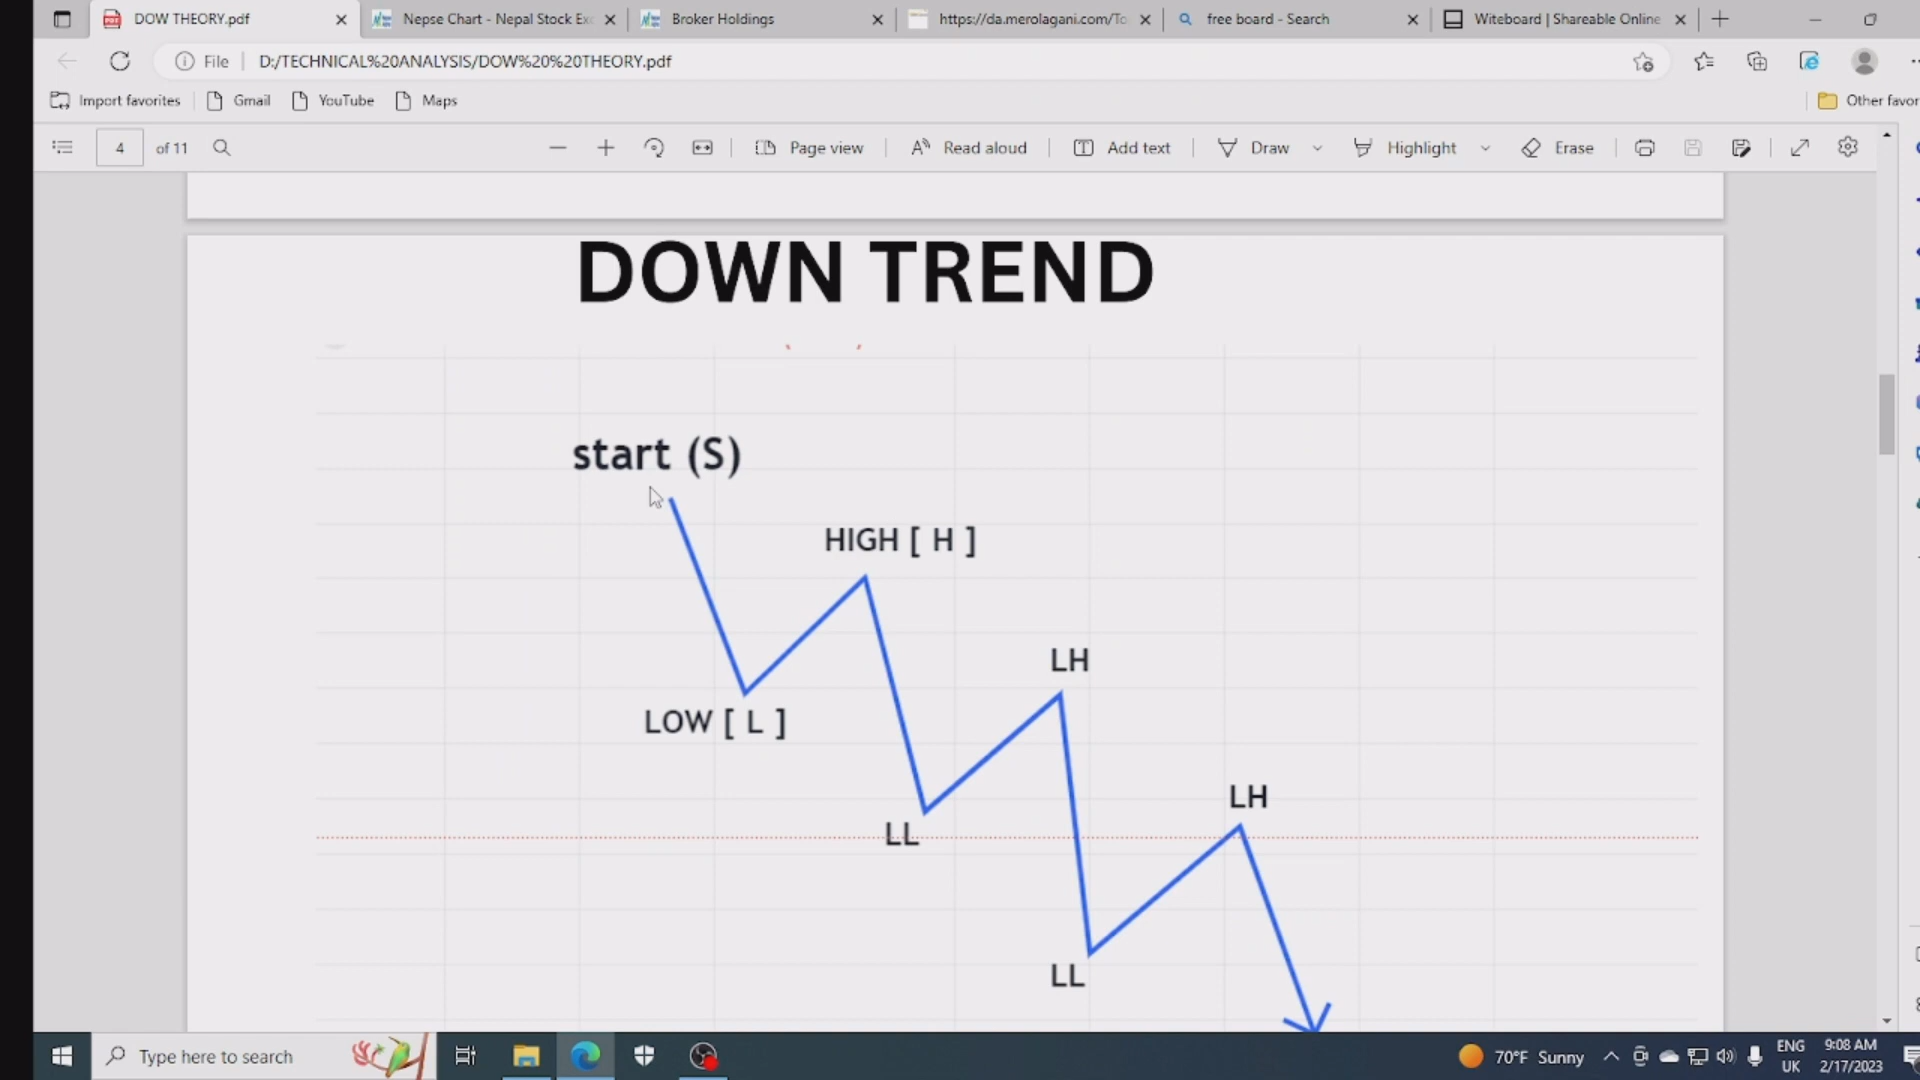 DOW THEORY.pdf
Nepse Chart - Nepal Stock Exc
Broker Holdings
https://da.merolagani.com/To
free board - Search
Witeboard | Shareable Online
File
D:/TECHNICAL%20ANALYSIS/DOW%20%20THEORY.pdf
Import favorites
Gmail
YouTube
Maps
Other favor
4 of 11
Page view
Read aloud
Add text
Draw
Highlight
Erase
DOWN TREND
start (S)
HIGH [ H ]
LOW [ L ]
LH
LL
LH
LL
Type here to search
70°F Sunny
ENG
UK
9:08 AM
2/17/2023